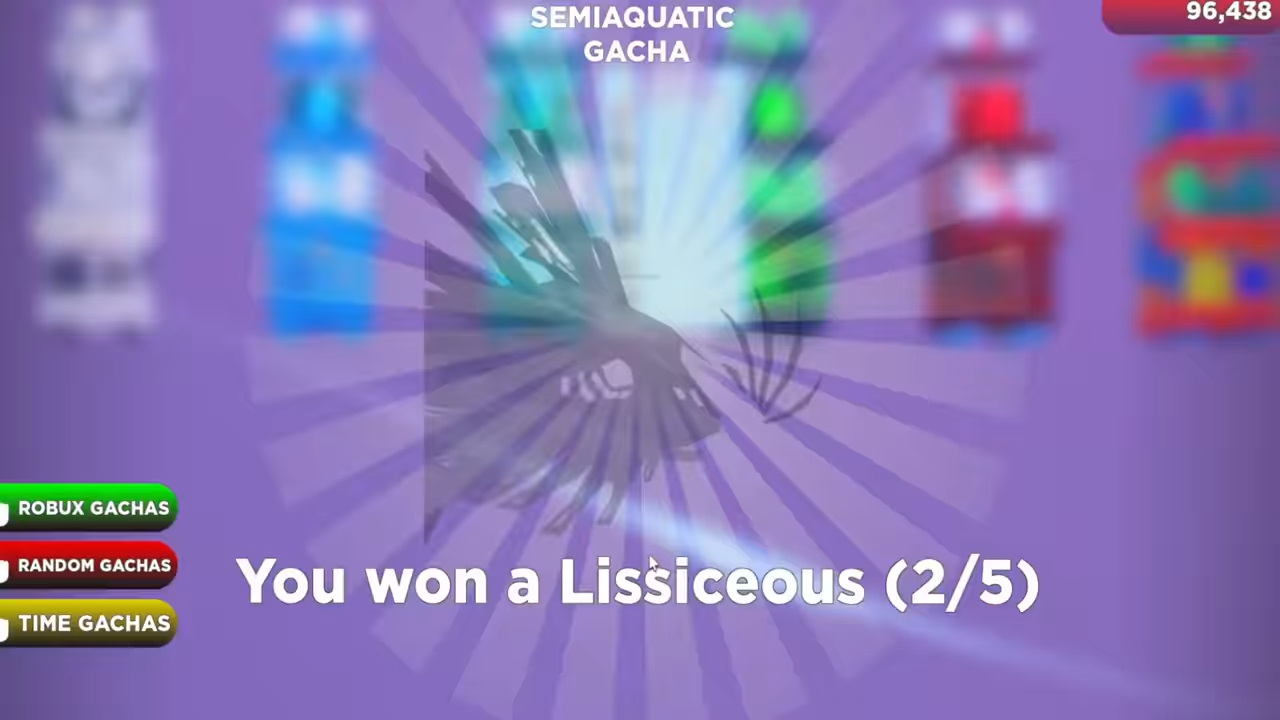 SEMIAQUATIC
GACHA
96,438
ROBUX GACHAS
RANDOM GACHAS
TIME GACHAS
You won a Lissiceous (2/5)